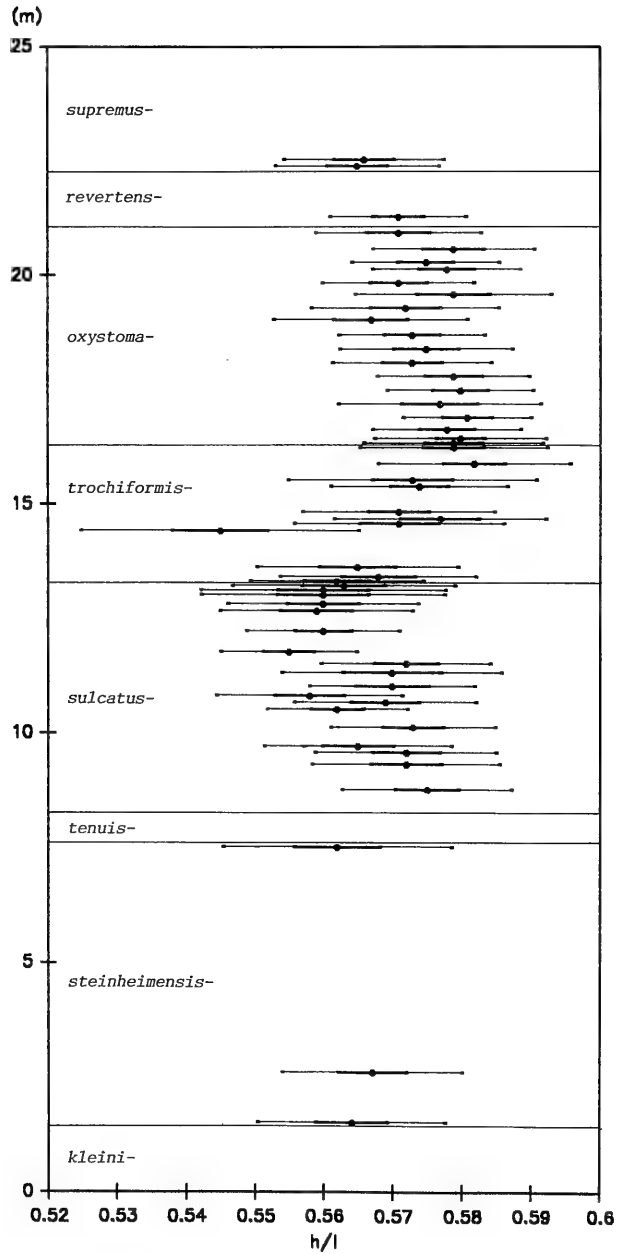 (m)
25
supremus-
revertens-
20
oxystoma-
trochiformis-
15
sulcatus-
10
tenuis-
5
steinheimensis-
kleini-
0
0.52 0.53 0.54 0.55 0.56 0.57 0.58 0.59 0.6
h/l